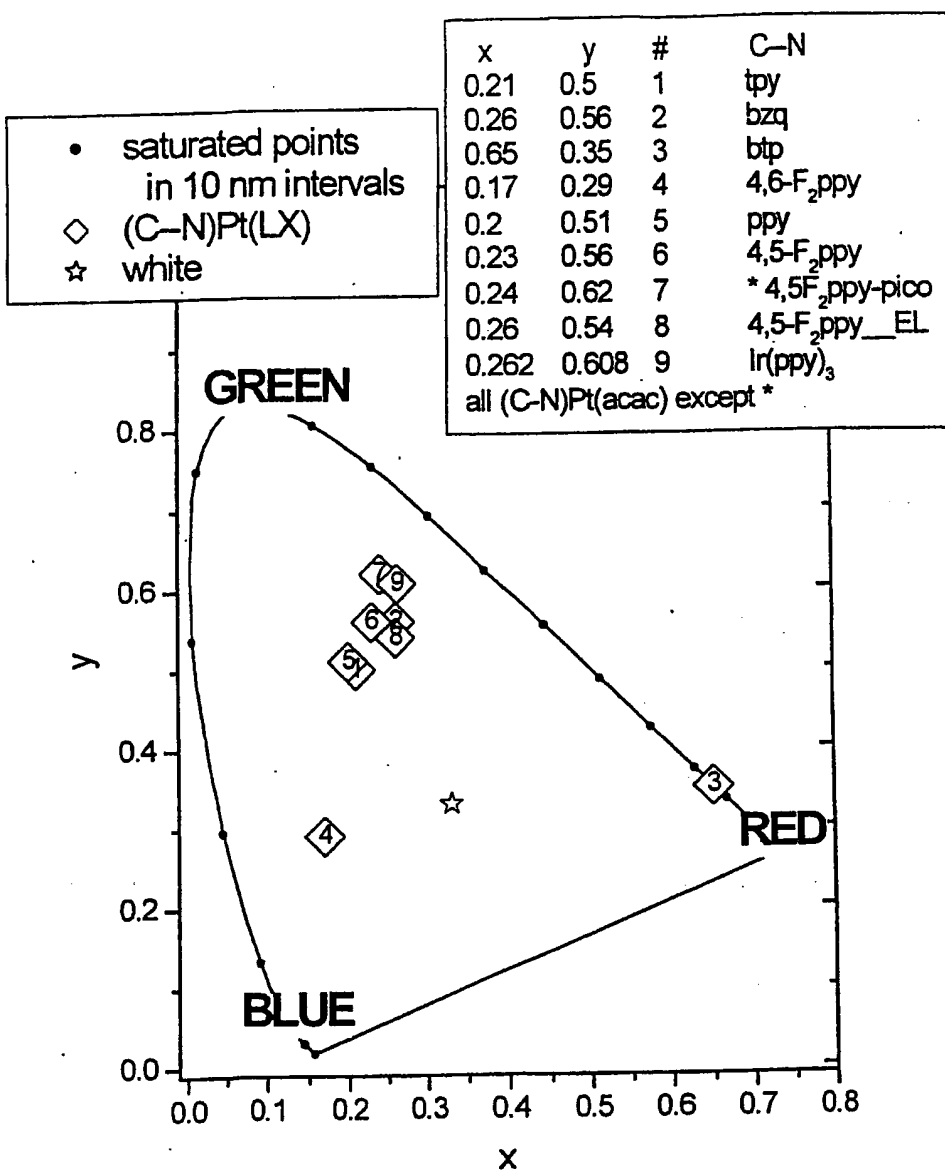 x y # C–N
0.21 0.5 1 tpy
0.26 0.56 2 bzq
0.65 0.35 3 btp
0.17 0.29 4 4,6-F₂ppy
0.2 0.51 5 ppy
0.23 0.56 6 4,5-F₂ppy
0.24 0.62 7 * 4,5F₂ppy-pico
0.26 0.54 8 4,5-F₂ppy__EL
0.262 0.608 9 Ir(ppy)₃
all (C-N)Pt(acac) except *
saturated points
in 10 nm intervals
(C–N)Pt(LX)
white
GREEN
0.8
7 9
0.6
6 2
8
5 1
y
0.4
3
RED
4
0.2
BLUE
0.0
0.0 0.1 0.2 0.3 0.4 0.5 0.6 0.7 0.8
x